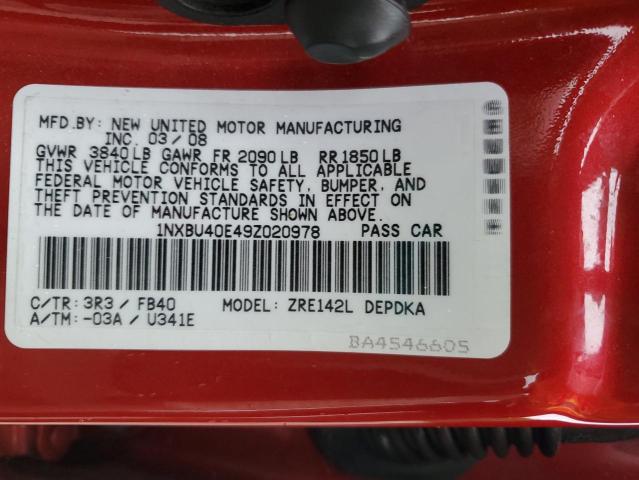 MFD.BY: NEW UNITED MOTOR MANUFACTURING
INC. 03/08
GVWR 3840LB GAWR FR 2090LB RR1850LB
THIS VEHICLE CONFORMS TO ALL APPLICABLE
FEDERAL MOTOR VEHICLE SAFETY, BUMPER, AND
THEFT PREVENTION STANDARDS IN EFFECT ON
THE DATE OF MANUFACTURING SHOWN ABOVE.
1NXBU40E49Z020978 PASS CAR
C/TR: 3R3 / FB40 MODEL: ZRE142L DEPDKA
A/TM: -03A / U341E
BA4546605